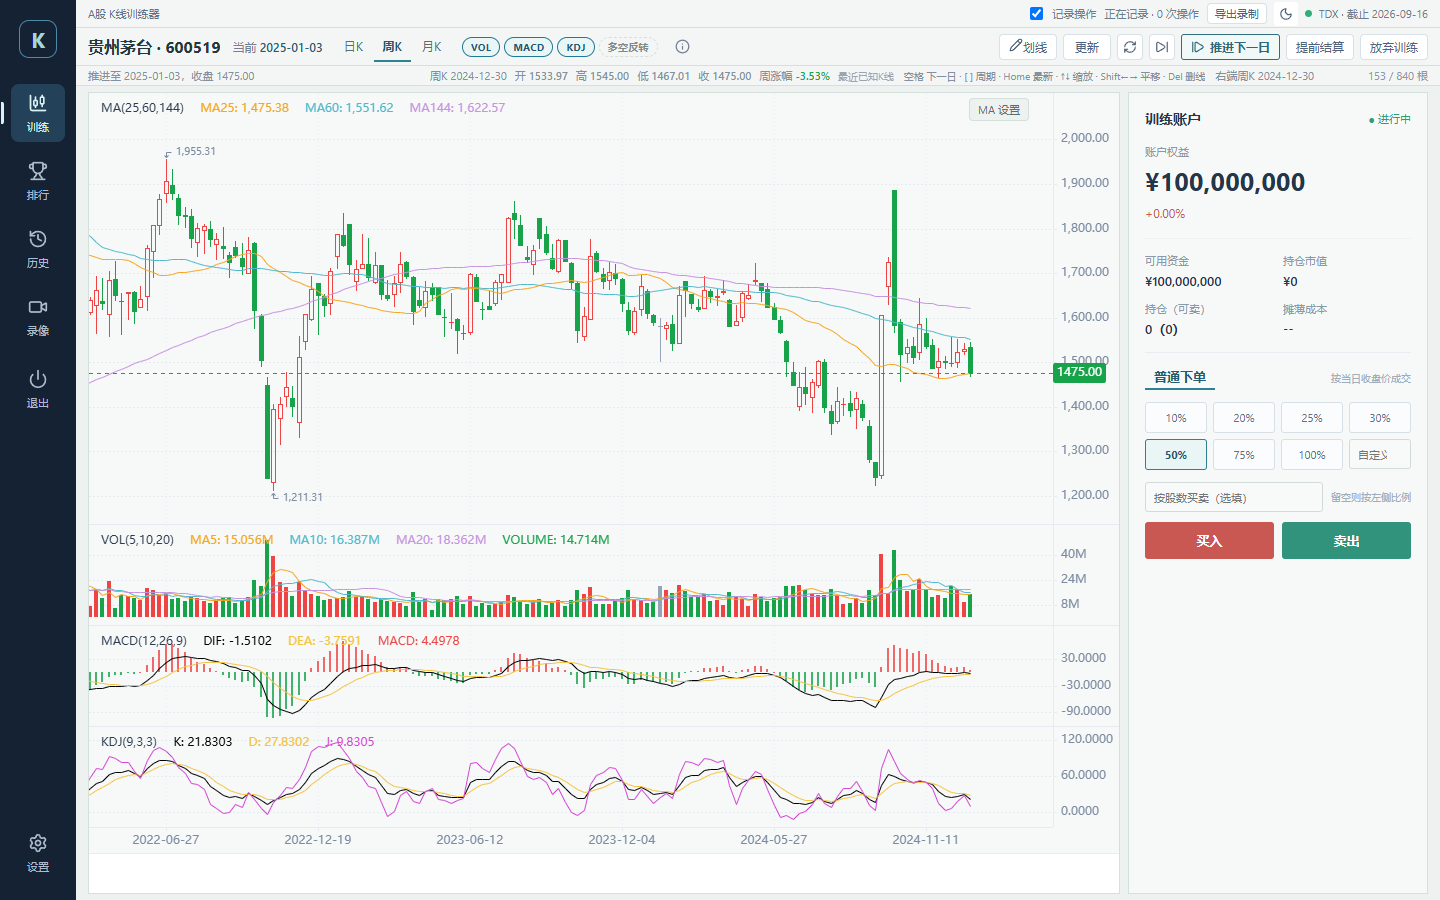 A股 K线训练器
记录操作 正在记录 · 0 次操作 导出录制 TDX · 截止 2026-09-16
K
贵州茅台 · 600519 当前 2025-01-03 日K 周K 月K VOL MACD KDJ 多空反转
划线 更新 推进下一日 提前结算 放弃训练
推进至 2025-01-03，收盘 1475.00 周K 2024-12-30 开 1533.97 高 1545.00 低 1467.01 收 1475.00 周涨幅 -3.53% 最近已知K线 空格 下一日 · [ ] 周期 · Home 最新 · ↑↓ 缩放 · Shift←→ 平移 · Del 删线 右端周K 2024-12-30 153 / 840 根
训练
排行
历史
录像
退出
设置
MA(25,60,144) MA25: 1,475.38 MA60: 1,551.62 MA144: 1,622.57 MA 设置
1,955.31
1,211.31
2,000.00
1,900.00
1,800.00
1,700.00
1,600.00
1,500.00
1475.00
1,400.00
1,300.00
1,200.00
VOL(5,10,20) MA5: 15.056M MA10: 16.387M MA20: 18.362M VOLUME: 14.714M
40M
24M
8M
MACD(12,26,9) DIF: -1.5102 DEA: -3.7591 MACD: 4.4978
30.0000
-30.0000
-90.0000
KDJ(9,3,3) K: 21.8303 D: 27.8302 J: 9.8305
120.0000
60.0000
0.0000
2022-06-27 2022-12-19 2023-06-12 2023-12-04 2024-05-27 2024-11-11
训练账户 进行中
账户权益
¥100,000,000
+0.00%
可用资金 持仓市值
¥100,000,000 ¥0
持仓（可卖） 摊薄成本
0（0） --
普通下单 按当日收盘价成交
10% 20% 25% 30%
50% 75% 100% 自定义
按股数买卖（选填） 留空则按左侧比例
买入 卖出